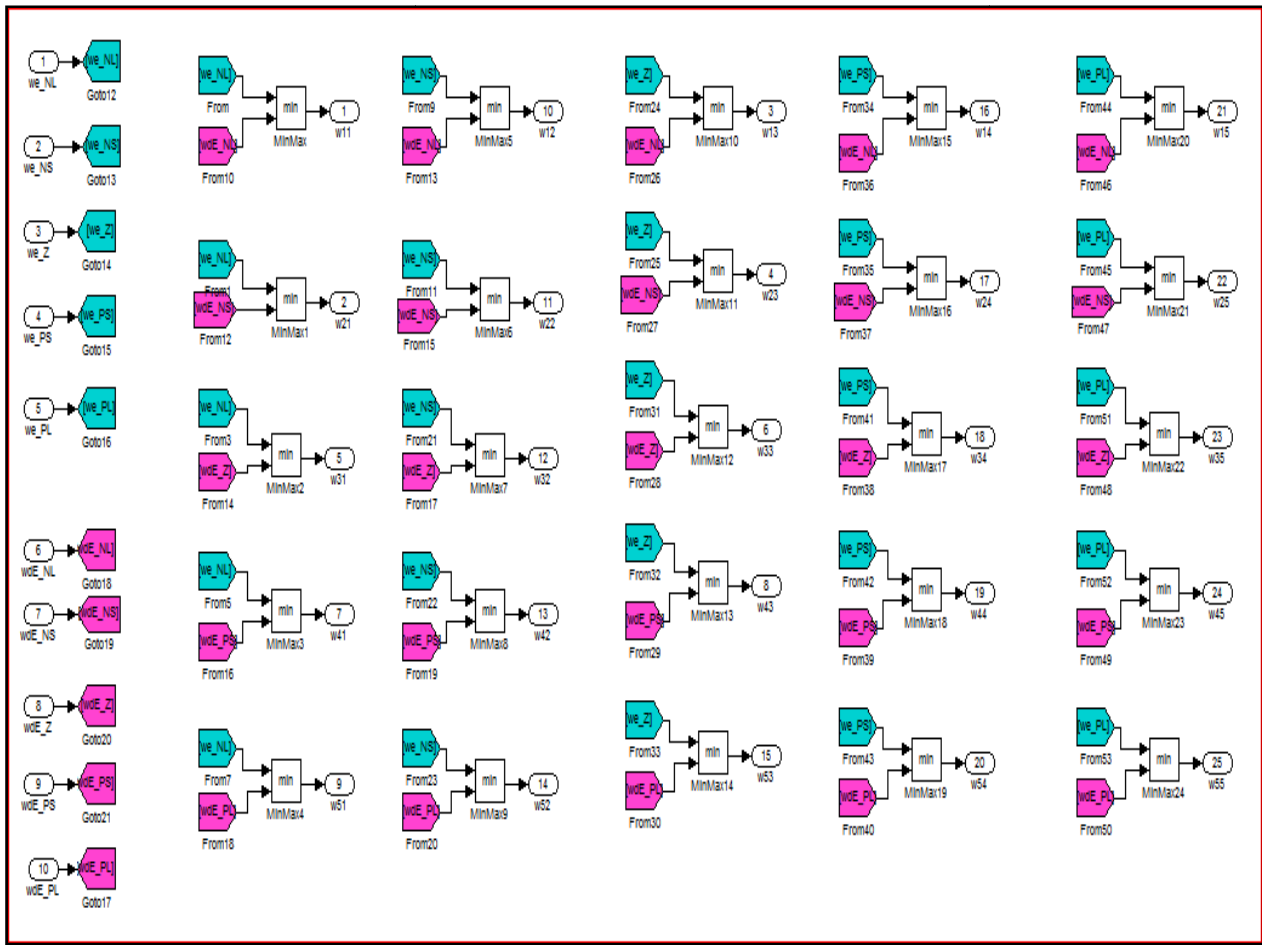 1
we_NL
[we_NL]
Goto12
2
we_NS
[we_NS]
Goto13
3
we_Z
[we_Z]
Goto14
4
we_PS
[we_PS]
Goto15
5
we_PL
[we_PL]
Goto16
6
wdE_NL
[wdE_NL]
Goto18
7
wdE_NS
[wdE_NS]
Goto19
8
wdE_Z
[wdE_Z]
Goto20
9
wdE_PS
[wdE_PS]
Goto21
10
wdE_PL
[wdE_PL]
Goto17
[we_NL]
From
[wdE_NL]
From10
min
MinMax
1
w11
[we_NS]
From9
[wdE_NL]
From13
min
MinMax5
10
w12
[we_Z]
From24
[wdE_NL]
From26
min
MinMax10
3
w13
[we_PS]
From34
[wdE_NL]
From36
min
MinMax15
16
w14
[we_PL]
From44
[wdE_NL]
From46
min
MinMax20
21
w15
[we_NL]
From1
[wdE_NS]
From12
min
MinMax1
2
w21
[we_NS]
From11
[wdE_NS]
From15
min
MinMax6
11
w22
[we_Z]
From25
[wdE_NS]
From27
min
MinMax11
4
w23
[we_PS]
From35
[wdE_NS]
From37
min
MinMax16
17
w24
[we_PL]
From45
[wdE_NS]
From47
min
MinMax21
22
w25
[we_NL]
From3
[wdE_Z]
From14
min
MinMax2
5
w31
[we_NS]
From21
[wdE_Z]
From17
min
MinMax7
12
w32
[we_Z]
From31
[wdE_Z]
From28
min
MinMax12
6
w33
[we_PS]
From41
[wdE_Z]
From38
min
MinMax17
18
w34
[we_PL]
From51
[wdE_Z]
From48
min
MinMax22
23
w35
[we_NL]
From5
[wdE_PS]
From16
min
MinMax3
7
w41
[we_NS]
From22
[wdE_PS]
From19
min
MinMax8
13
w42
[we_Z]
From32
[wdE_PS]
From29
min
MinMax13
8
w43
[we_PS]
From42
[wdE_PS]
From39
min
MinMax18
19
w44
[we_PL]
From52
[wdE_PS]
From49
min
MinMax23
24
w45
[we_NL]
From7
[wdE_PL]
From18
min
MinMax4
9
w51
[we_NS]
From23
[wdE_PL]
From20
min
MinMax9
14
w52
[we_Z]
From33
[wdE_PL]
From30
min
MinMax14
15
w53
[we_PS]
From43
[wdE_PL]
From40
min
MinMax19
20
w54
[we_PL]
From53
[wdE_PL]
From50
min
MinMax24
25
w55